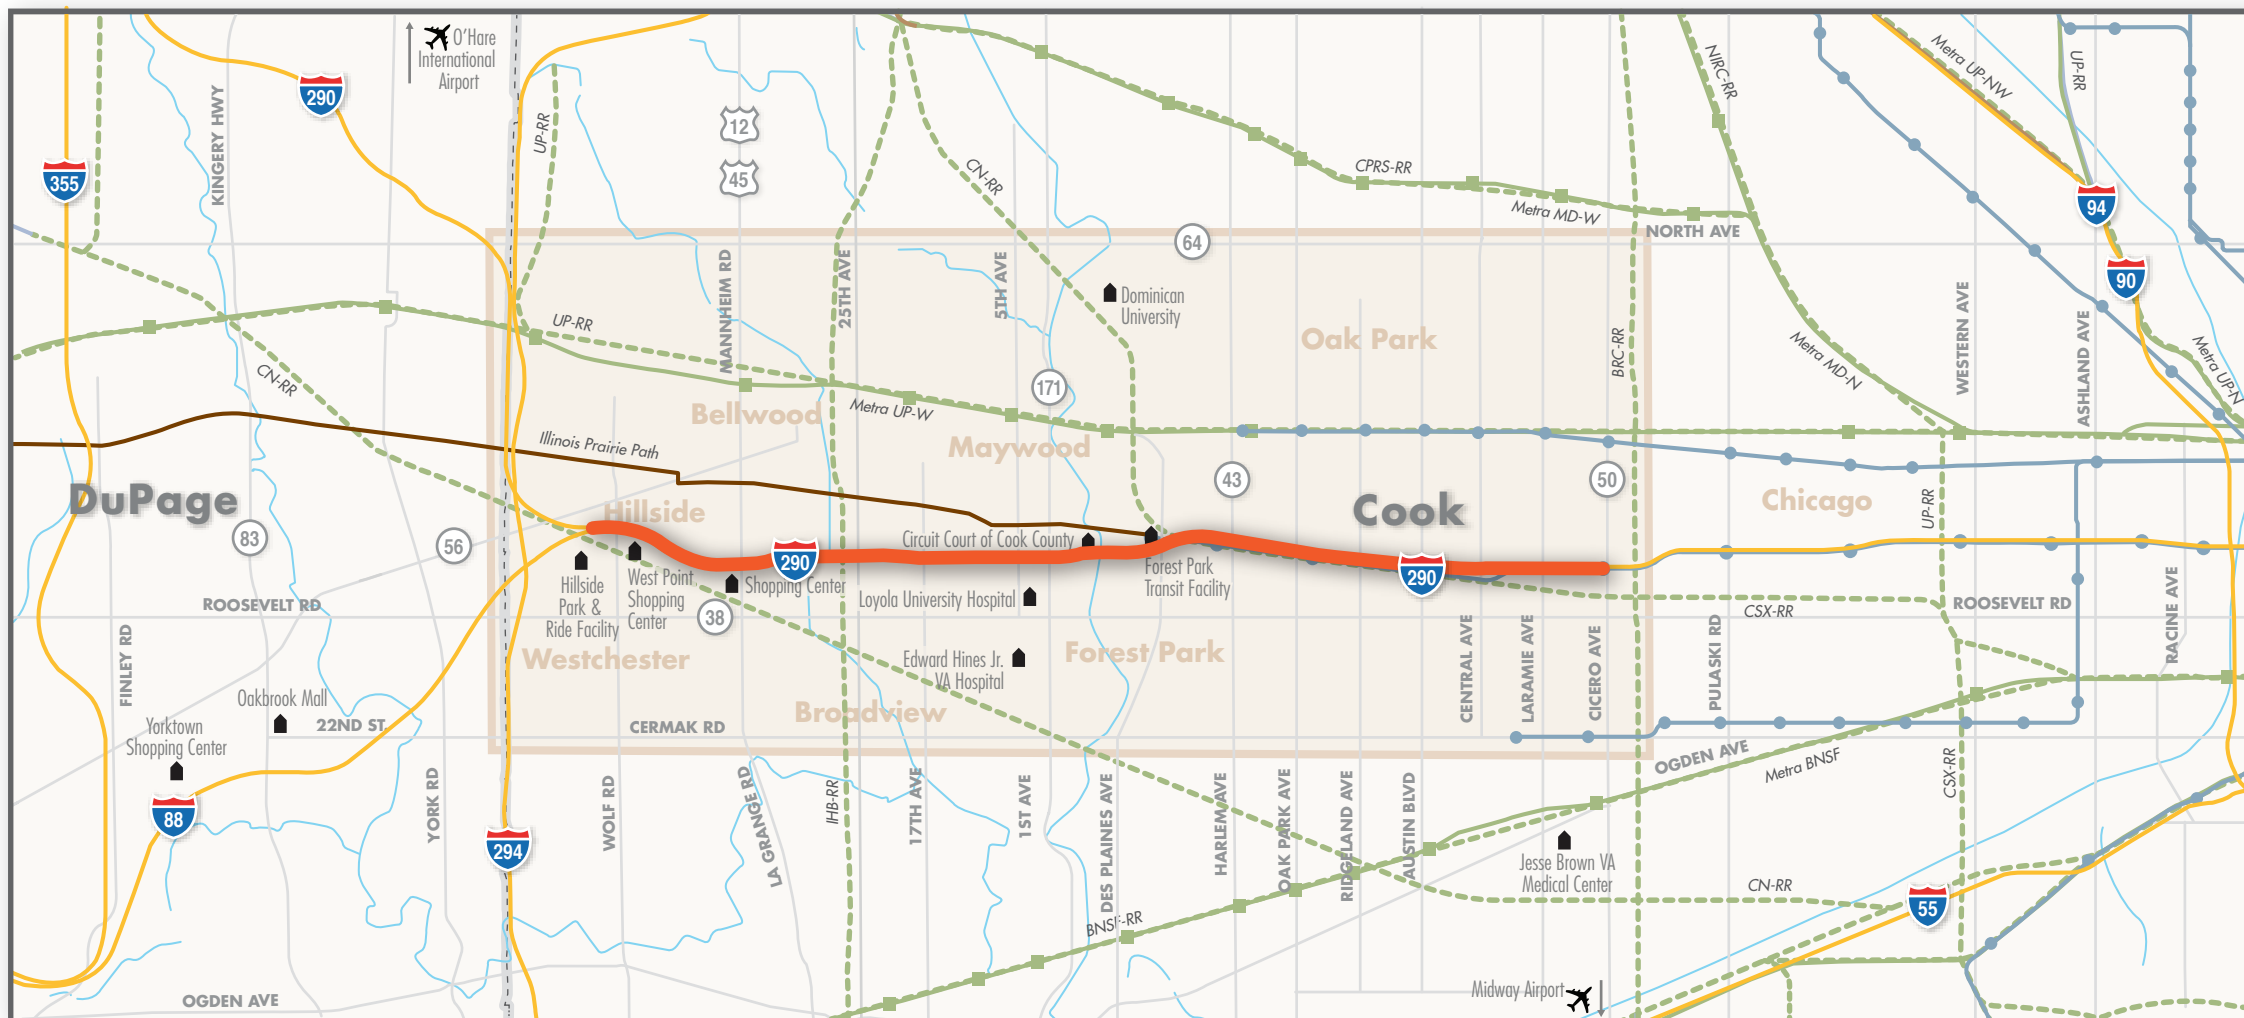 O'Hare
International
Airport
290
355
KINGERY HWY
UP-RR
12
45
CN-RR
CPRS-RR
Metra MD-W
NIRC-RR
Metra UP-NW
UP-RR
94
90
NORTH AVE
64
MANNHEIM RD
25TH AVE
5TH AVE
Dominican
University
Oak Park
BRC-RR
WESTERN AVE
ASHLAND AVE
Metra MD-N
Metra UP-N
UP-RR
CN-RR
171
Bellwood
Metra UP-W
Maywood
Illinois Prairie Path
DuPage
83
56
Hillside
43
Cook
50
Chicago
UP-RR
Circuit Court of Cook County
290
290
Forest Park
Transit Facility
Hillside
Park &
Ride Facility
West Point
Shopping
Center
Shopping Center
Loyola University Hospital
38
ROOSEVELT RD
CSX-RR
ROOSEVELT RD
RACINE AVE
FINLEY RD
Westchester
Edward Hines Jr.
VA Hospital
Forest Park
CENTRAL AVE
LARAMIE AVE
CICERO AVE
PULASKI RD
Oakbrook Mall
Yorktown
Shopping Center
22ND ST.
Broadview
CERMAK RD
OGDEN AVE
Metra BNSF
CSX-RR
88
YORK RD
294
WOLF RD
LA GRANGE RD
IHB-RR
17TH AVE
1ST AVE
DES PLAINES AVE
HARLEM AVE
OAK PARK AVE
RIDGELAND AVE
AUSTIN BLVD
Jesse Brown VA
Medical Center
CN-RR
55
BNSF-RR
OGDEN AVE
Midway Airport